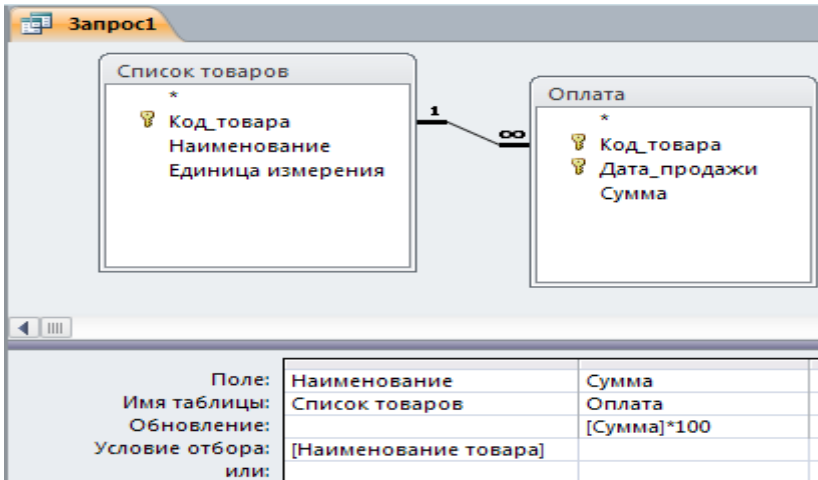 Запрос1
Список товаров
*
Код_товара
Наименование
Единица измерения
1
∞
Оплата
*
Код_товара
Дата_продажи
Сумма
Поле: Наименование Сумма
Имя таблицы: Список товаров Оплата
Обновление: [Сумма]*100
Условие отбора: [Наименование товара]
или: